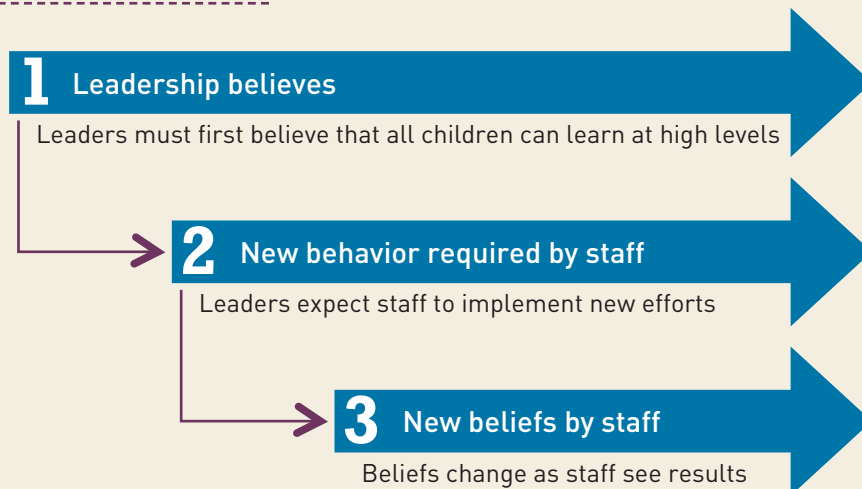 1 Leadership believes
Leaders must first believe that all children can learn at high levels
2 New behavior required by staff
Leaders expect staff to implement new efforts
3 New beliefs by staff
Beliefs change as staff see results